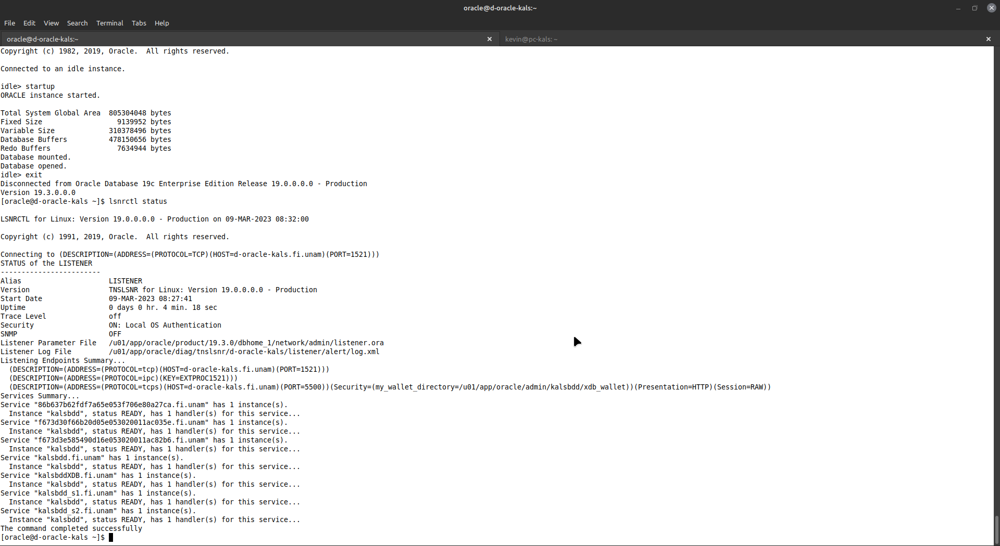 oracle@d-oracle-kals:~
File Edit View Search Terminal Tabs Help
oracle@d-oracle-kals:~
kevin@pc-kals: ~
Copyright (c) 1982, 2019, Oracle.  All rights reserved.
Connected to an idle instance.
idle> startup
ORACLE instance started.
Total System Global Area  805304048 bytes
Fixed Size                  9139952 bytes
Variable Size             310378496 bytes
Database Buffers          478150656 bytes
Redo Buffers                7634944 bytes
Database mounted.
Database opened.
idle> exit
Disconnected from Oracle Database 19c Enterprise Edition Release 19.0.0.0.0 - Production
Version 19.3.0.0.0
[oracle@d-oracle-kals ~]$ lsnrctl status
LSNRCTL for Linux: Version 19.0.0.0.0 - Production on 09-MAR-2023 08:32:00
Copyright (c) 1991, 2019, Oracle.  All rights reserved.
Connecting to (DESCRIPTION=(ADDRESS=(PROTOCOL=TCP)(HOST=d-oracle-kals.fi.unam)(PORT=1521)))
STATUS of the LISTENER
------------------------
Alias                     LISTENER
Version                   TNSLSNR for Linux: Version 19.0.0.0.0 - Production
Start Date                09-MAR-2023 08:27:41
Uptime                    0 days 0 hr. 4 min. 18 sec
Trace Level               off
Security                  ON: Local OS Authentication
SNMP                      OFF
Listener Parameter File   /u01/app/oracle/product/19.3.0/dbhome_1/network/admin/listener.ora
Listener Log File         /u01/app/oracle/diag/tnslsnr/d-oracle-kals/listener/alert/log.xml
Listening Endpoints Summary...
  (DESCRIPTION=(ADDRESS=(PROTOCOL=tcp)(HOST=d-oracle-kals.fi.unam)(PORT=1521)))
  (DESCRIPTION=(ADDRESS=(PROTOCOL=ipc)(KEY=EXTPROC1521)))
  (DESCRIPTION=(ADDRESS=(PROTOCOL=tcps)(HOST=d-oracle-kals.fi.unam)(PORT=5500))(Security=(my_wallet_directory=/u01/app/oracle/admin/kalsbdd/xdb_wallet))(Presentation=HTTP)(Session=RAW))
Services Summary...
Service "86b637b62fdf7a65e053f706e80a27ca.fi.unam" has 1 instance(s).
  Instance "kalsbdd", status READY, has 1 handler(s) for this service...
Service "f673d30f66b20d05e053020011ac035e.fi.unam" has 1 instance(s).
  Instance "kalsbdd", status READY, has 1 handler(s) for this service...
Service "f673d3e585490d16e053020011ac82b6.fi.unam" has 1 instance(s).
  Instance "kalsbdd", status READY, has 1 handler(s) for this service...
Service "kalsbdd.fi.unam" has 1 instance(s).
  Instance "kalsbdd", status READY, has 1 handler(s) for this service...
Service "kalsbddXDB.fi.unam" has 1 instance(s).
  Instance "kalsbdd", status READY, has 1 handler(s) for this service...
Service "kalsbdd_s1.fi.unam" has 1 instance(s).
  Instance "kalsbdd", status READY, has 1 handler(s) for this service...
Service "kalsbdd_s2.fi.unam" has 1 instance(s).
  Instance "kalsbdd", status READY, has 1 handler(s) for this service...
The command completed successfully
[oracle@d-oracle-kals ~]$